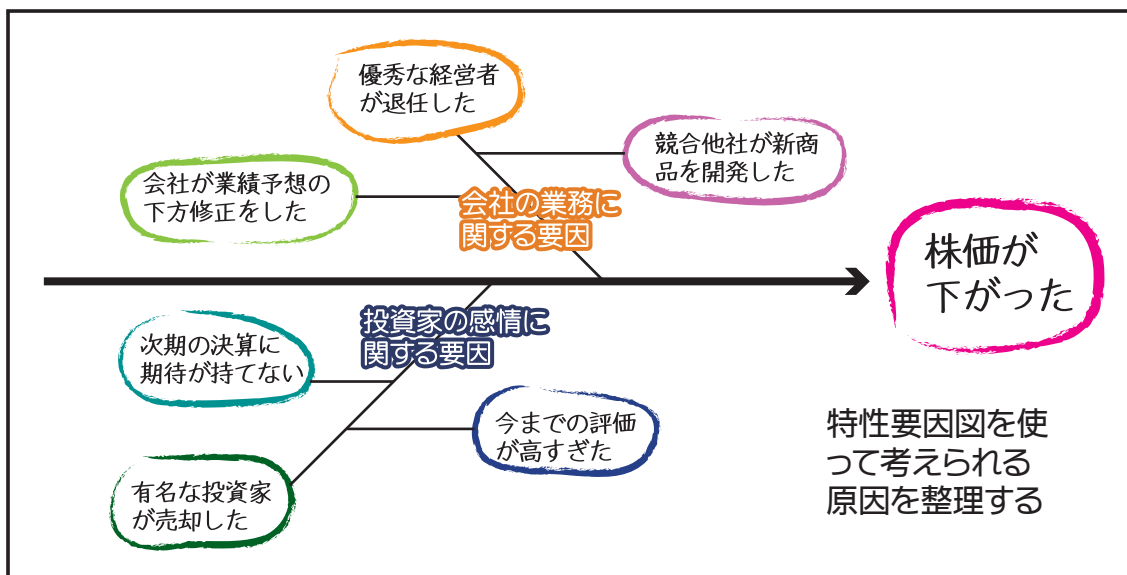 優秀な経営者
が退任した
競合他社が新商
品を開発した
会社が業績予想の
下方修正をした
会社の業務に
関する要因
株価が
下がった
投資家の感情に
関する要因
次期の決算に
期待が持てない
今までの評価
が高すぎた
有名な投資家
が売却した
特性要因図を使
って考えられる
原因を整理する